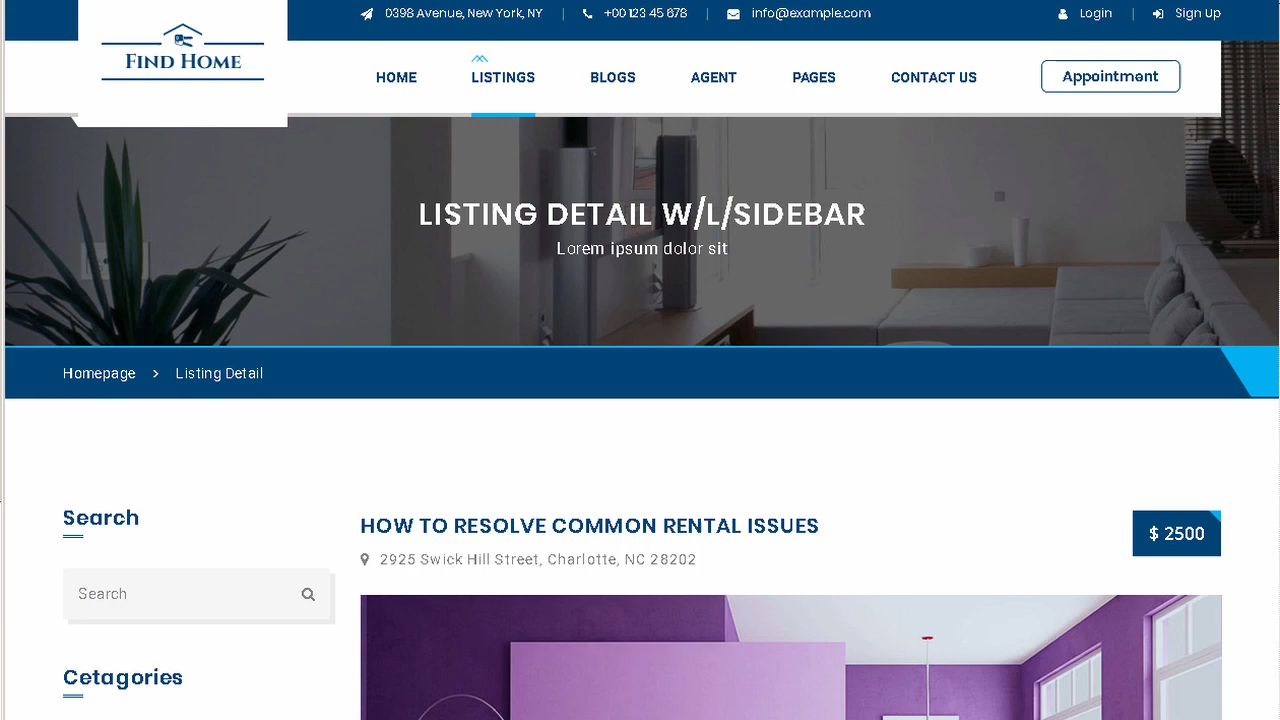 0398 Avenue, New York, NY | +00 123 45 678 | info@example.com
Login | Sign Up
FIND HOME
HOME LISTINGS BLOGS AGENT PAGES CONTACT US Appointment
LISTING DETAIL W/L/SIDEBAR
Lorem ipsum dolor sit
Homepage > Listing Detail
Search
Search
Cetagories
HOW TO RESOLVE COMMON RENTAL ISSUES
$ 2500
2925 Swick Hill Street, Charlotte, NC 28202